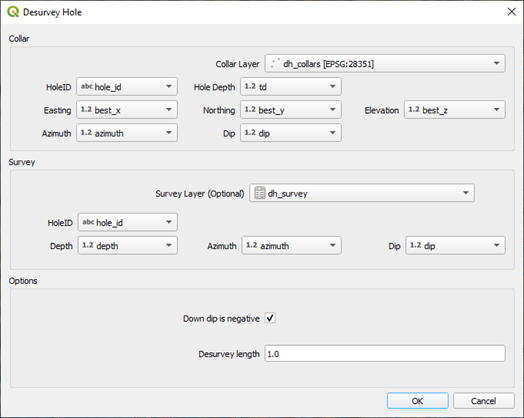 Desurvey Hole
Collar
Collar Layer dh_collars [EPSG:28351]
HoleID abc hole_id Hole Depth 1.2 td
Easting 1.2 best_x Northing 1.2 best_y Elevation 1.2 best_z
Azimuth 1.2 azimuth Dip 1.2 dip
Survey
Survey Layer (Optional) dh_survey
HoleID abc hole_id
Depth 1.2 depth Azimuth 1.2 azimuth Dip 1.2 dip
Options
Down dip is negative
Desurvey length 1.0
OK Cancel